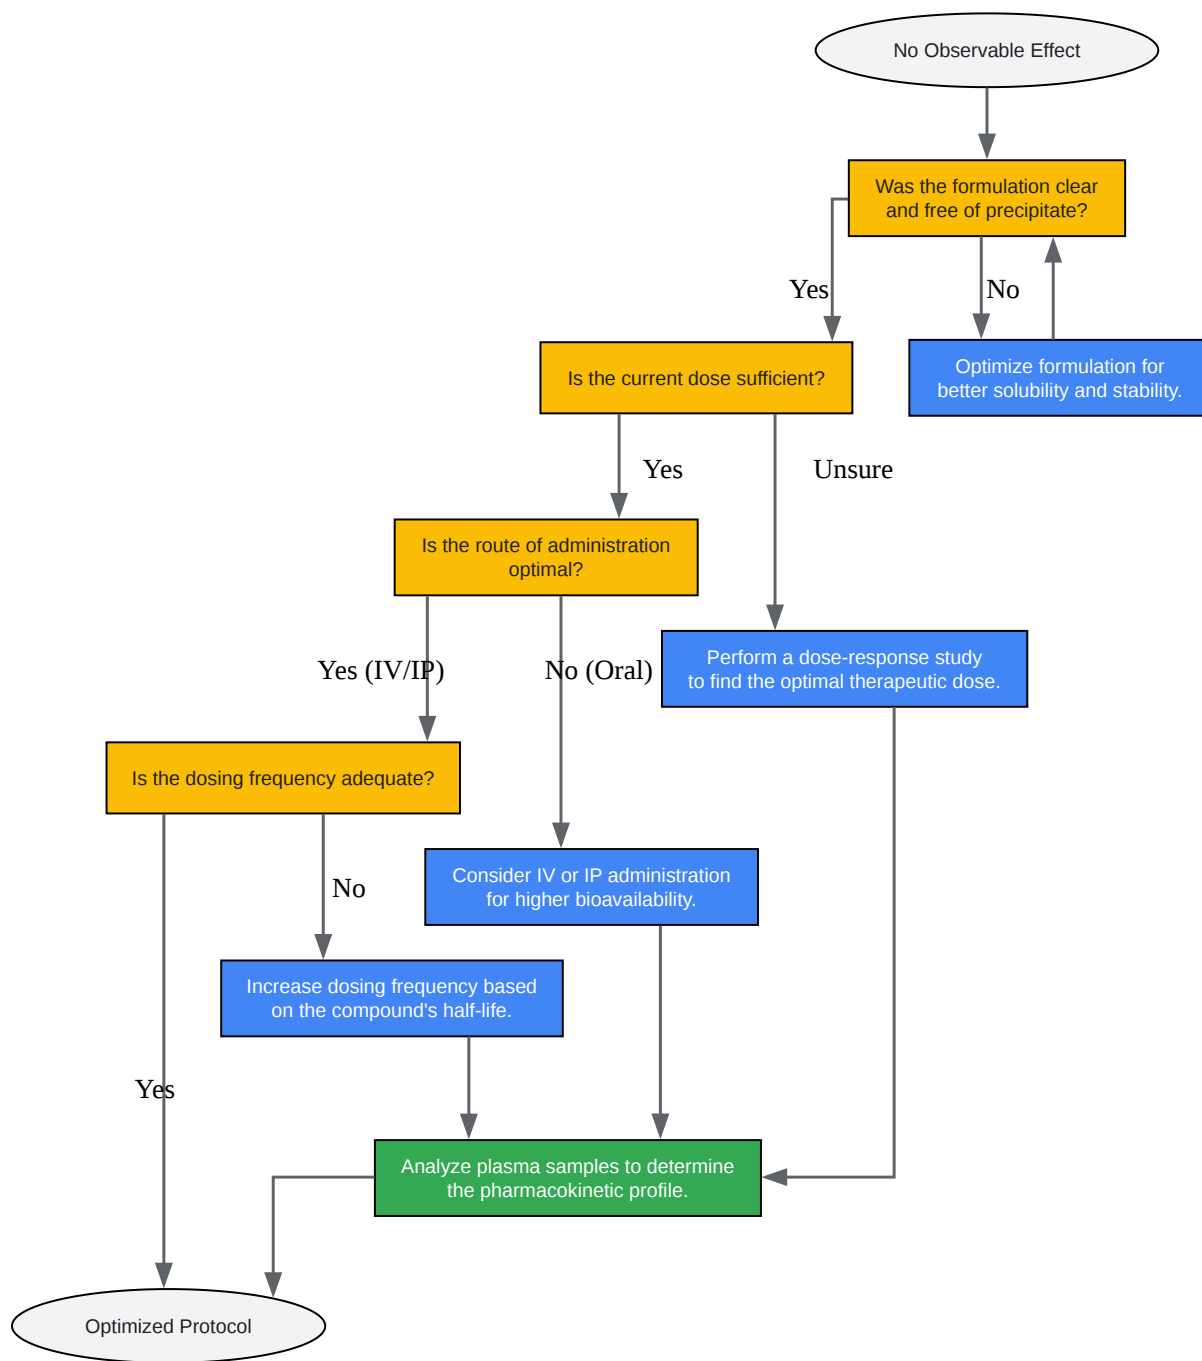 No Observable Effect
Was the formulation clear
and free of precipitate?
Yes
No
Optimize formulation for
better solubility and stability.
Is the current dose sufficient?
Yes
Unsure
Is the route of administration
optimal?
Yes (IV/IP)
No (Oral)
Perform a dose-response study
to find the optimal therapeutic dose.
Is the dosing frequency adequate?
No
Consider IV or IP administration
for higher bioavailability.
Increase dosing frequency based
on the compound's half-life.
Yes
Analyze plasma samples to determine
the pharmacokinetic profile.
Optimized Protocol